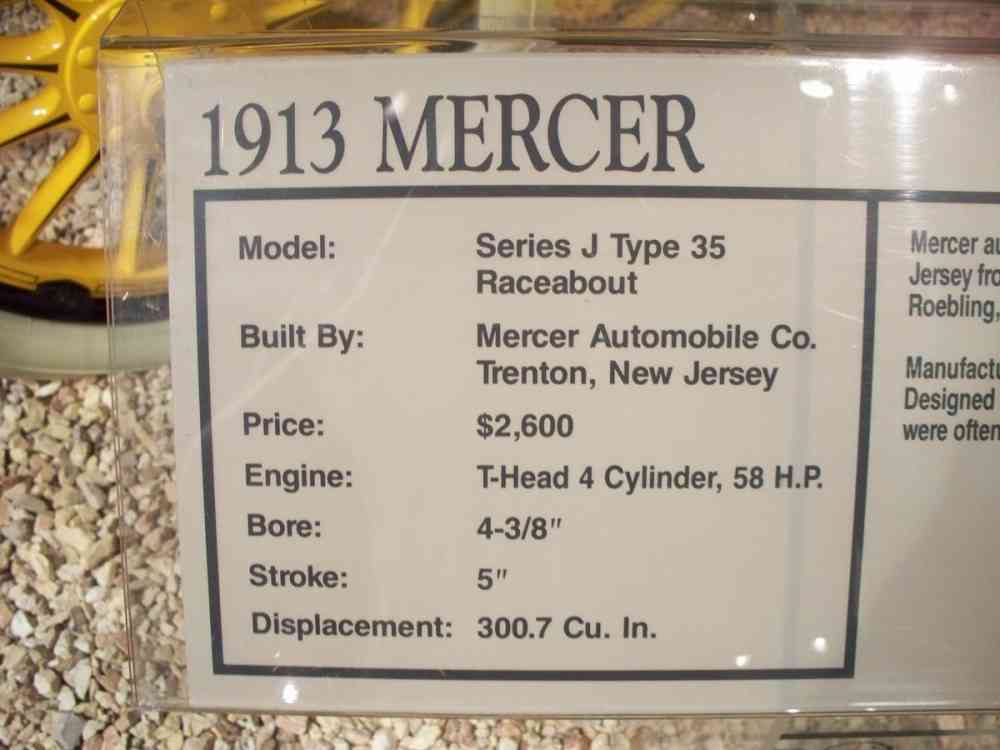 1913 MERCER
Model: Series J Type 35
Raceabout
Built By: Mercer Automobile Co.
Trenton, New Jersey
Price: $2,600
Engine: T-Head 4 Cylinder, 58 H.P.
Bore: 4-3/8"
Stroke: 5"
Displacement: 300.7 Cu. In.
Mercer
Jersey
Roebling,
Designed
were often